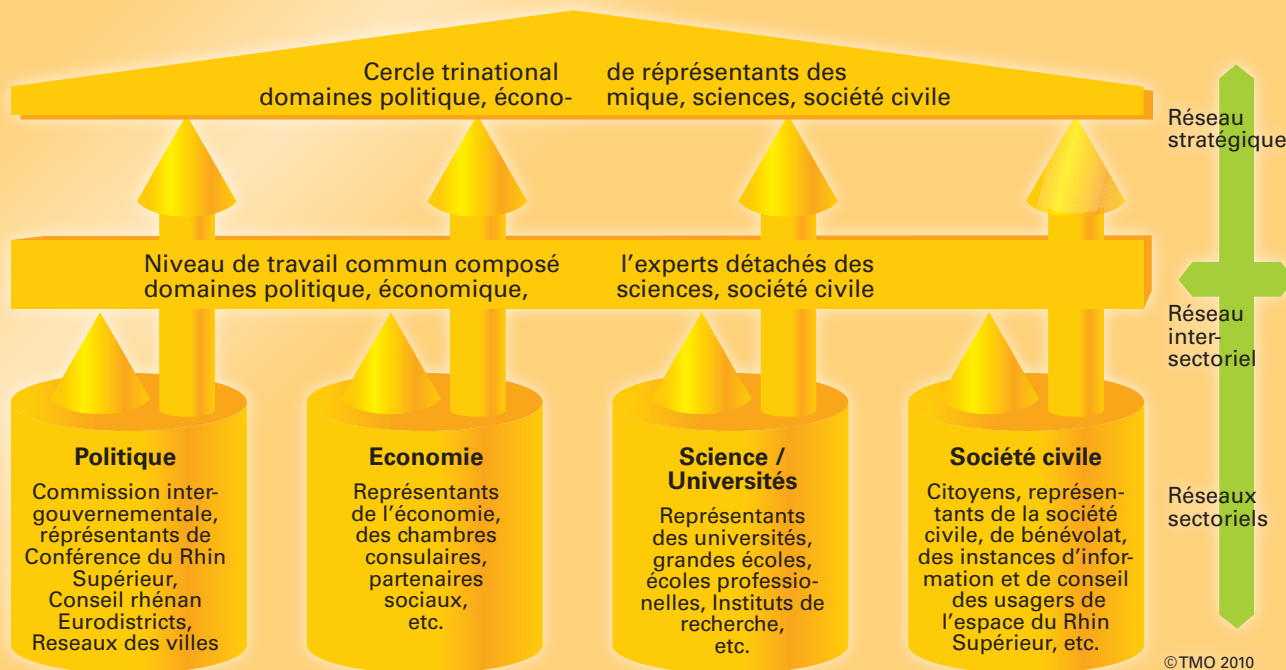 Cercle trinational de réprésentants des
domaines politique, écono- mique, sciences, société civile
Réseau
stratégique
Niveau de travail commun composé l'experts détachés des
domaines politique, économique, sciences, société civile
Réseau
inter-
sectoriel
Politique
Commission inter-
gouvernementale,
réprésentants de
Conférence du Rhin
Supérieur,
Conseil rhénan
Eurodistricts,
Reseaux des villes
Economie
Représentants
de l'économie,
des chambres
consulaires,
partenaires
sociaux,
etc.
Science /
Universités
Représentants
des universités,
grandes écoles,
écoles professio-
nelles, Instituts de
recherche,
etc.
Société civile
Citoyens, représen-
tants de la société
civile, de bénévolat,
des instances d'infor-
mation et de conseil
des usagers de
l'espace du Rhin
Supérieur, etc.
Réseaux
sectoriels
©TMO 2010